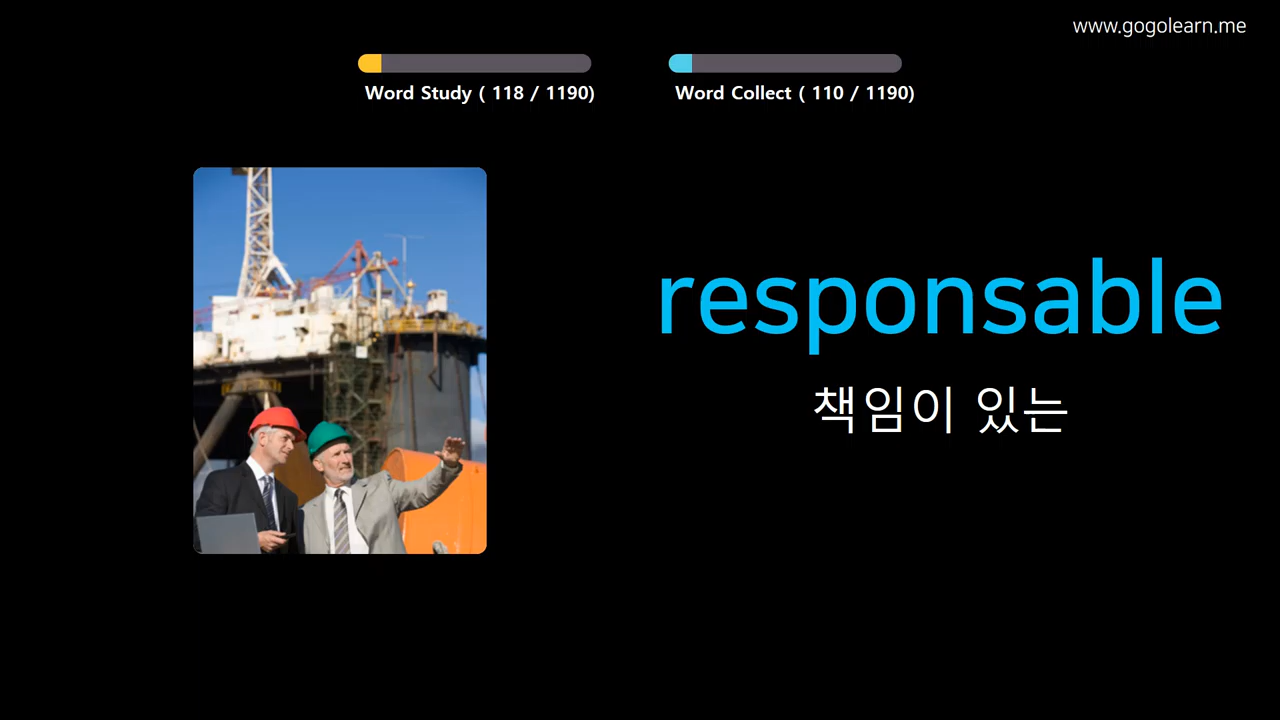 www.gogolearn.me
Word Study ( 118 / 1190)
Word Collect ( 110 / 1190)
responsable
책임이 있는